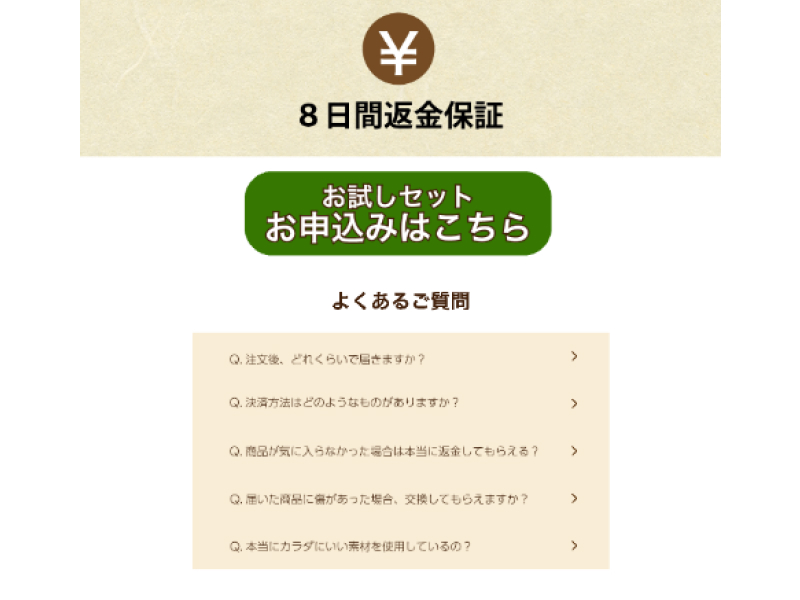 ¥
８日間返金保証
お試しセット
お申込みはこちら
よくあるご質問
Q. 注文後、どれくらいで届きますか？
Q. 決済方法はどのようなものがありますか？
Q. 商品が気に入らなかった場合は本当に返金してもらえる？
Q. 届いた商品に傷があった場合、交換してもらえますか？
Q. 本当にカラダにいい素材を使用しているの？